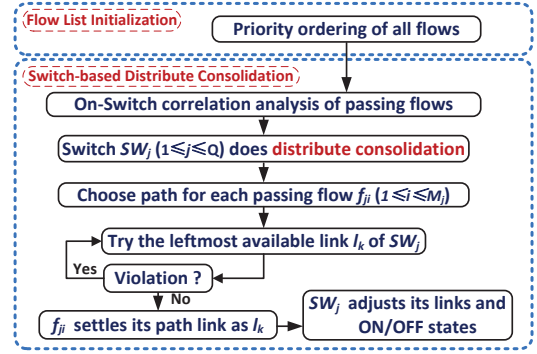 Flow List Initialization
Priority ordering of all flows
Switch-based Distribute Consolidation
On-Switch correlation analysis of passing flows
Switch SWj (1≤j≤Q) does distribute consolidation
Choose path for each passing flow fji (1≤i≤Mj)
Try the leftmost available link lk of SWj
Yes
Violation ?
No
fji settles its path link as lk
SWj adjusts its links and
ON/OFF states